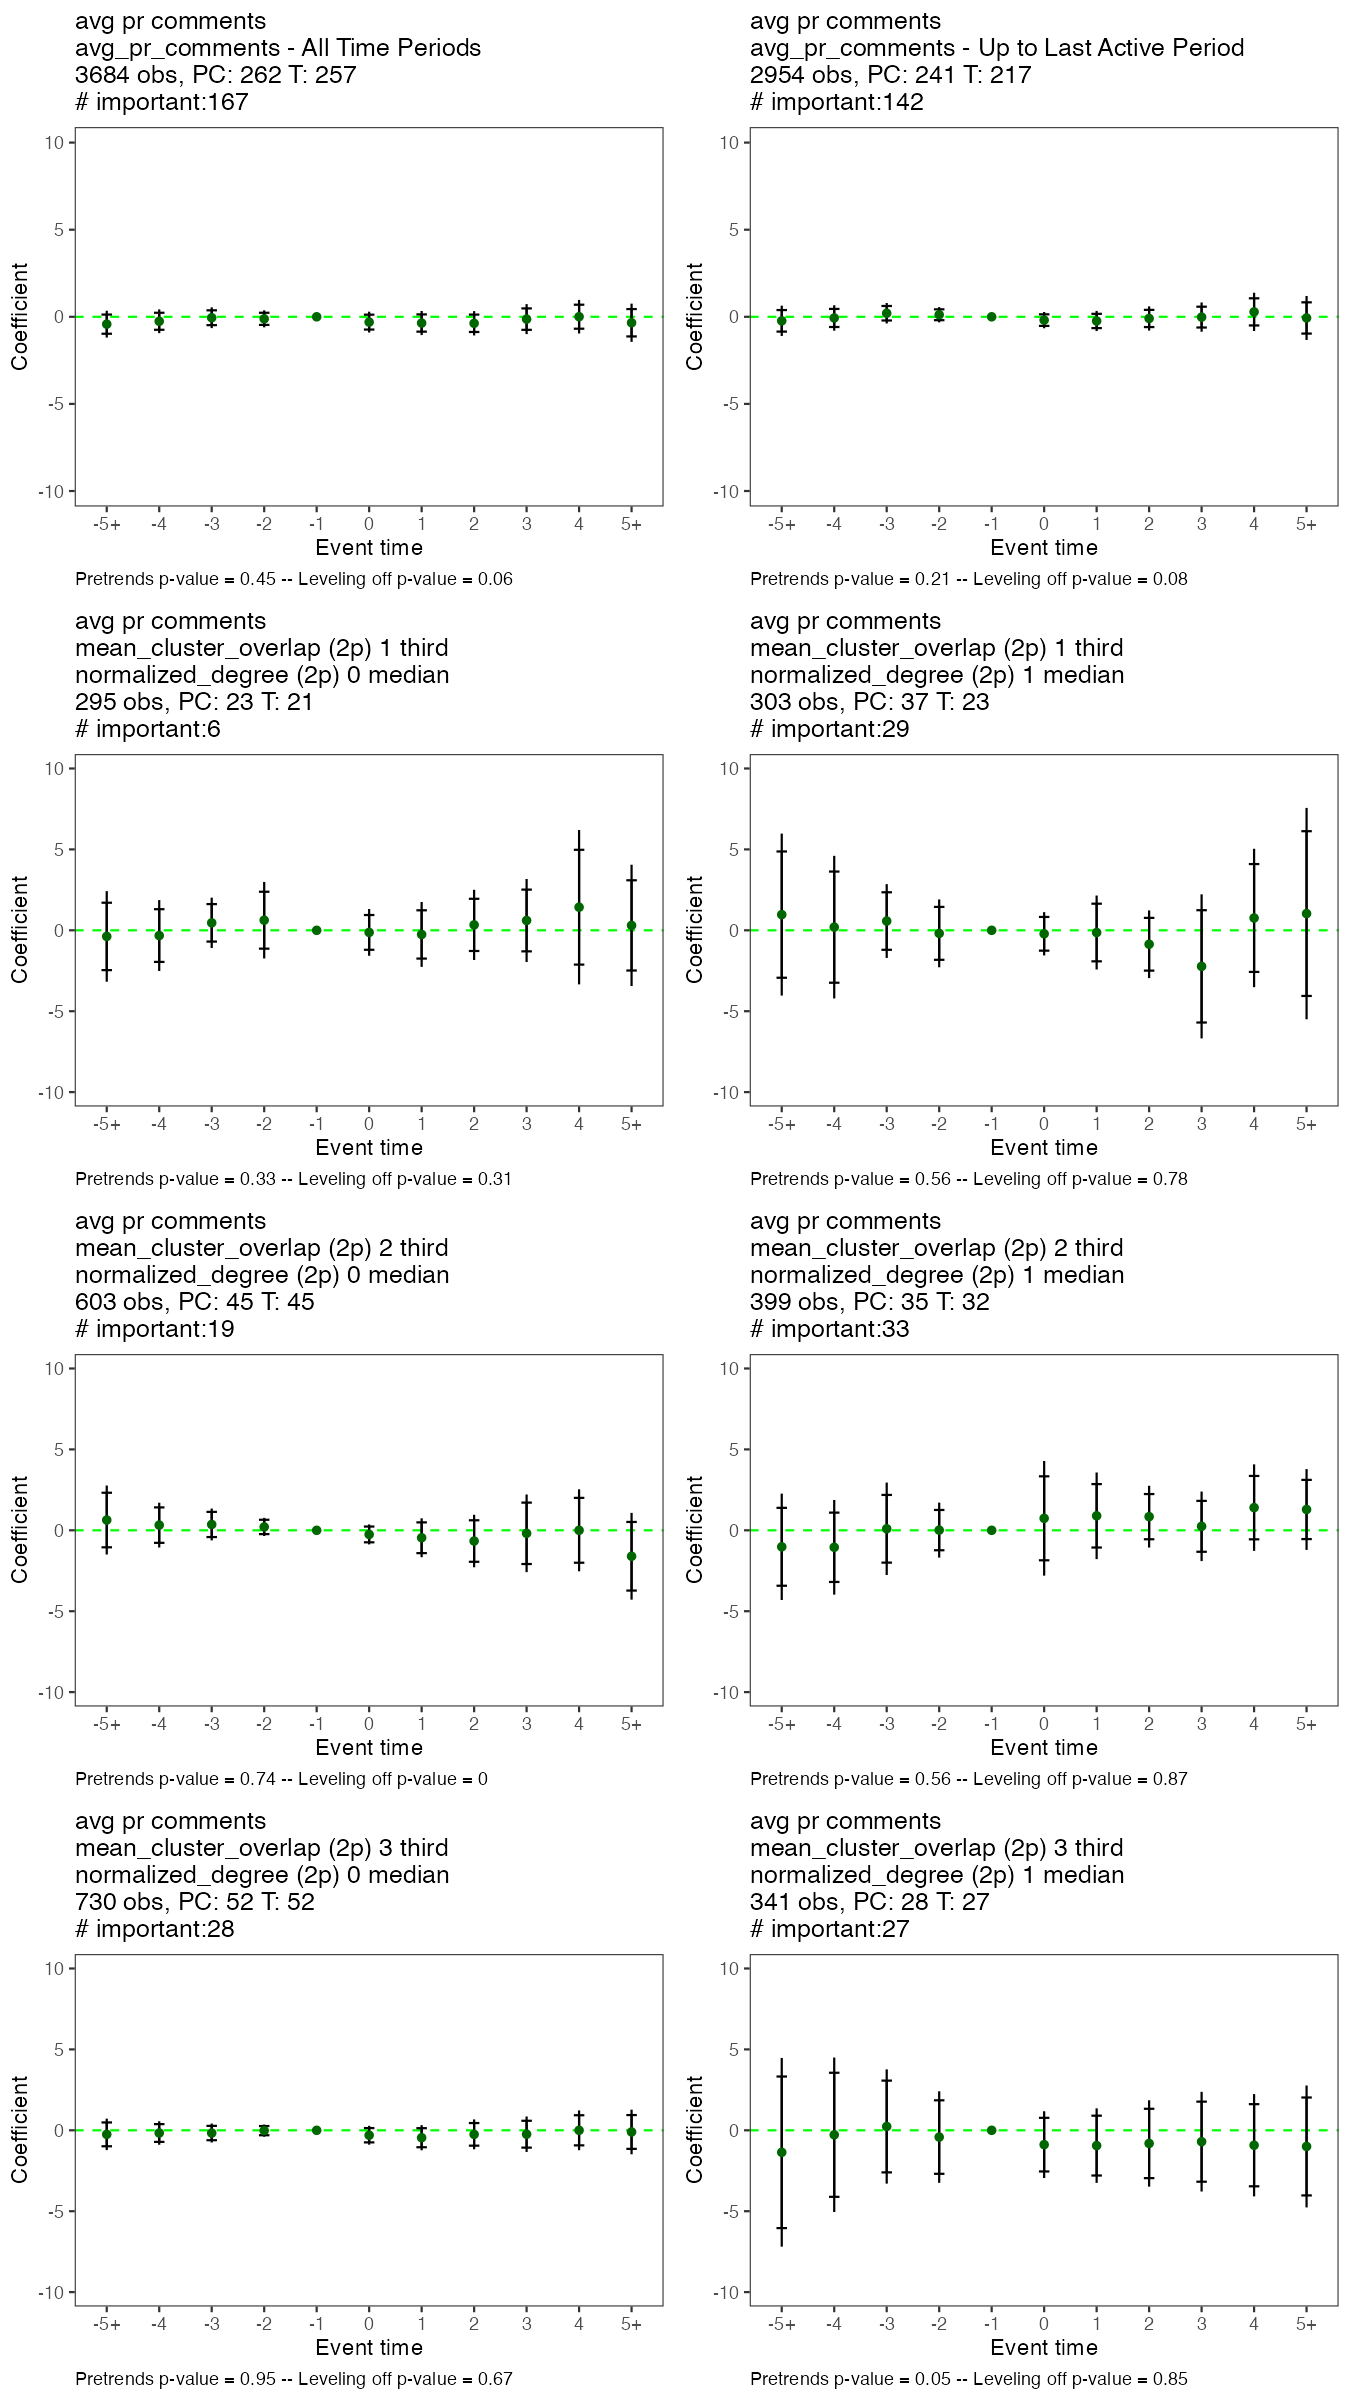 avg pr comments
avg_pr_comments - All Time Periods
3684 obs, PC: 262 T: 257
# important:167
10
5
0
-5
-10
Coefficient
-5+ -4 -3 -2 -1 0 1 2 3 4 5+
Event time
Pretrends p-value = 0.45 -- Leveling off p-value = 0.06
avg pr comments
avg_pr_comments - Up to Last Active Period
2954 obs, PC: 241 T: 217
# important:142
10
5
0
-5
-10
Coefficient
-5+ -4 -3 -2 -1 0 1 2 3 4 5+
Event time
Pretrends p-value = 0.21 -- Leveling off p-value = 0.08
avg pr comments
mean_cluster_overlap (2p) 1 third
normalized_degree (2p) 0 median
295 obs, PC: 23 T: 21
# important:6
10
5
0
-5
-10
Coefficient
-5+ -4 -3 -2 -1 0 1 2 3 4 5+
Event time
Pretrends p-value = 0.33 -- Leveling off p-value = 0.31
avg pr comments
mean_cluster_overlap (2p) 1 third
normalized_degree (2p) 1 median
303 obs, PC: 37 T: 23
# important:29
10
5
0
-5
-10
Coefficient
-5+ -4 -3 -2 -1 0 1 2 3 4 5+
Event time
Pretrends p-value = 0.56 -- Leveling off p-value = 0.78
avg pr comments
mean_cluster_overlap (2p) 2 third
normalized_degree (2p) 0 median
603 obs, PC: 45 T: 45
# important:19
10
5
0
-5
-10
Coefficient
-5+ -4 -3 -2 -1 0 1 2 3 4 5+
Event time
Pretrends p-value = 0.74 -- Leveling off p-value = 0
avg pr comments
mean_cluster_overlap (2p) 2 third
normalized_degree (2p) 1 median
399 obs, PC: 35 T: 32
# important:33
10
5
0
-5
-10
Coefficient
-5+ -4 -3 -2 -1 0 1 2 3 4 5+
Event time
Pretrends p-value = 0.56 -- Leveling off p-value = 0.87
avg pr comments
mean_cluster_overlap (2p) 3 third
normalized_degree (2p) 0 median
730 obs, PC: 52 T: 52
# important:28
10
5
0
-5
-10
Coefficient
-5+ -4 -3 -2 -1 0 1 2 3 4 5+
Event time
Pretrends p-value = 0.95 -- Leveling off p-value = 0.67
avg pr comments
mean_cluster_overlap (2p) 3 third
normalized_degree (2p) 1 median
341 obs, PC: 28 T: 27
# important:27
10
5
0
-5
-10
Coefficient
-5+ -4 -3 -2 -1 0 1 2 3 4 5+
Event time
Pretrends p-value = 0.05 -- Leveling off p-value = 0.85